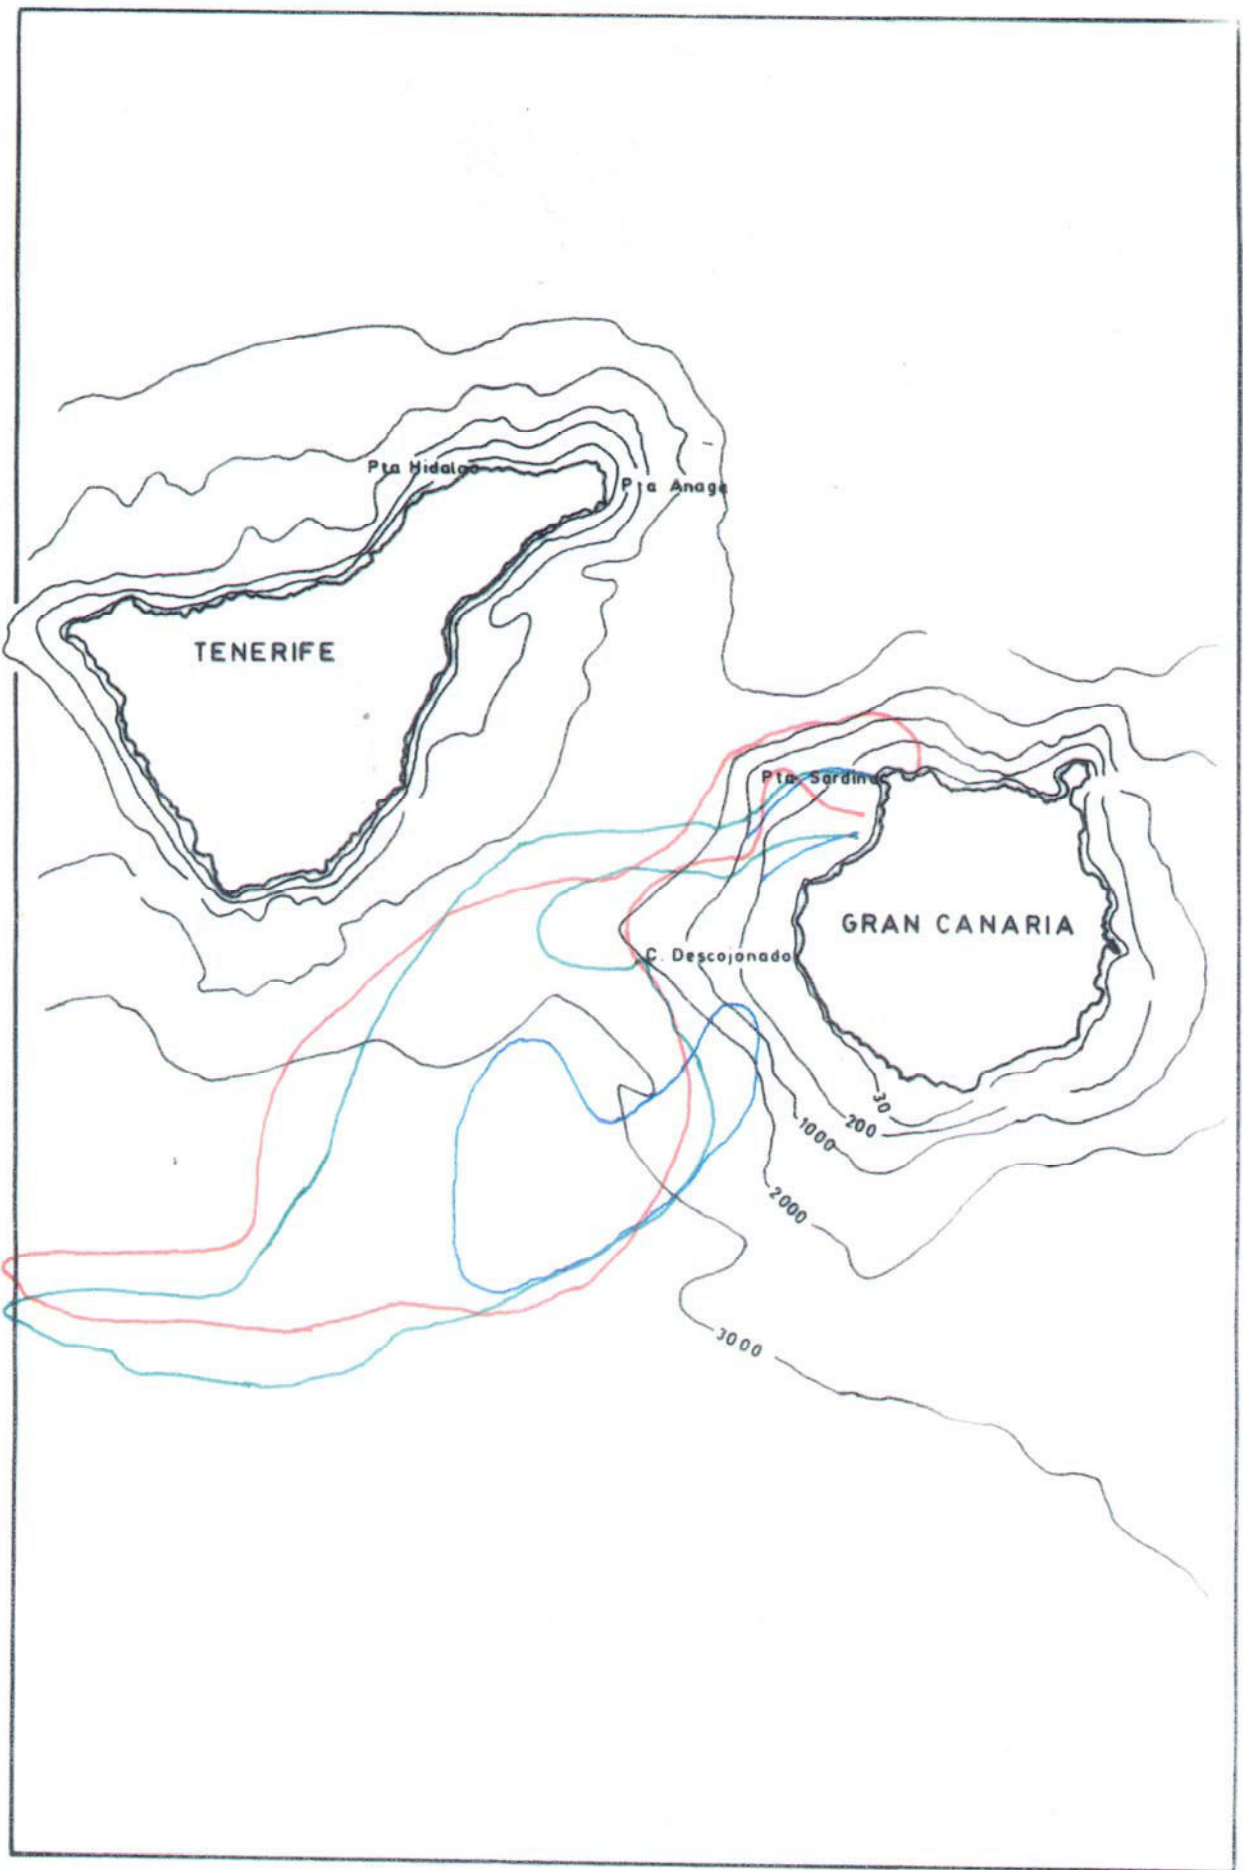 Pta Hidalgo
Pta Anaga
TENERIFE
Pta. Sardina
GRAN CANARIA
C. Descojonado
30
200
1000
2000
3000